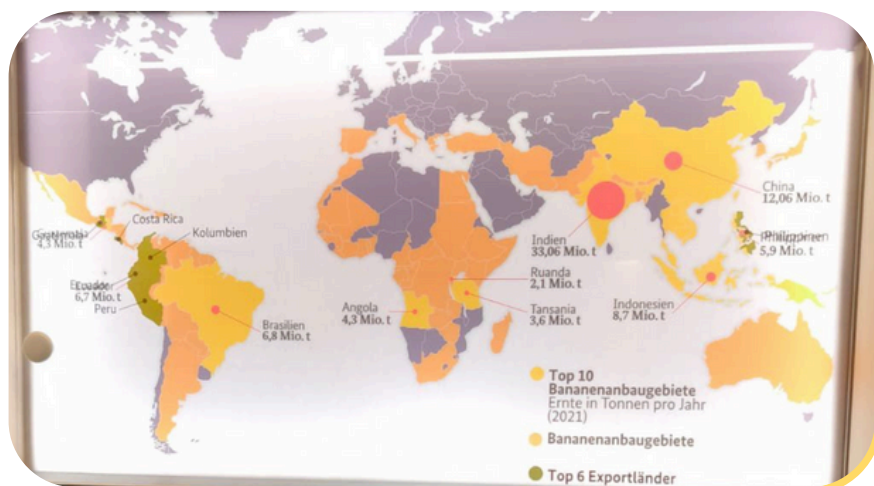 Costa Rica
Kolumbien
Guatemala
4,3 Mio. t
Ecuador
6,7 Mio. t
Peru
Brasilien
6,8 Mio. t
Angola
4,3 Mio. t
Indien
33,06 Mio. t
Ruanda
2,1 Mio. t
Tansania
3,6 Mio. t
China
12,06 Mio. t
Philippinen
5,9 Mio. t
Indonesien
8,7 Mio. t
Top 10
Bananenanbaugebiete
Ernte in Tonnen pro Jahr
(2021)
Bananenanbaugebiete
Top 6 Exportländer